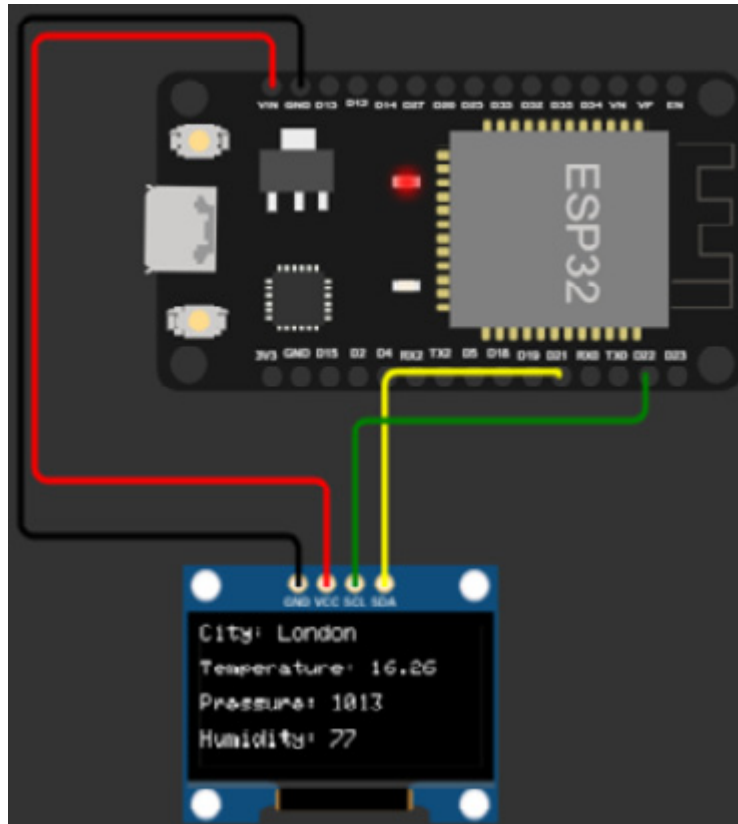 VIN GND D13 D12 D14 D27 D26 D25 D33 D32 D35 D34 VN VP EN
ESP32
3V3 GND D15 D2 D4 RX2 TX2 D5 D18 D19 D21 RX0 TX0 D22 D23
GND VCC SCL SDA
City: London
Temperature: 16.26
Pressure: 1013
Humidity: 77